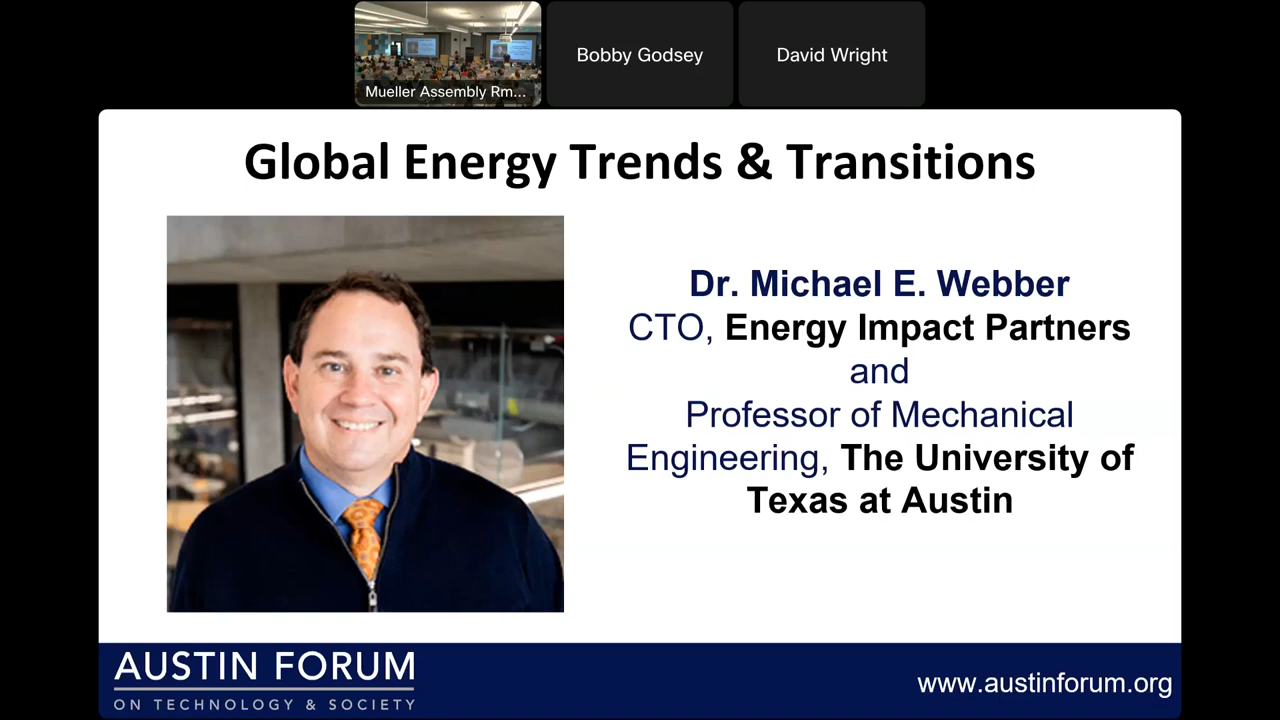 Mueller Assembly Rm...
Bobby Godsey
David Wright
Global Energy Trends & Transitions
Dr. Michael E. Webber
CTO, Energy Impact Partners
and
Professor of Mechanical
Engineering, The University of
Texas at Austin
AUSTIN FORUM
ON TECHNOLOGY & SOCIETY
www.austinforum.org